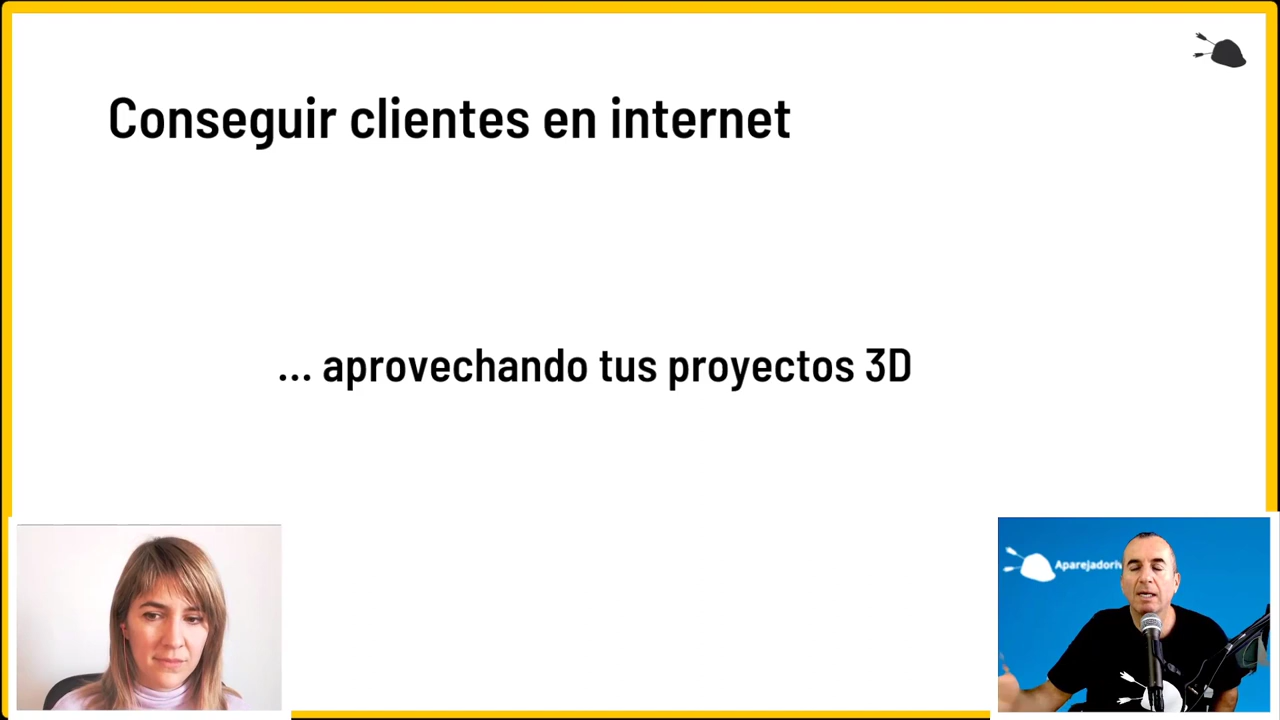 Conseguir clientes en internet
... aprovechando tus proyectos 3D